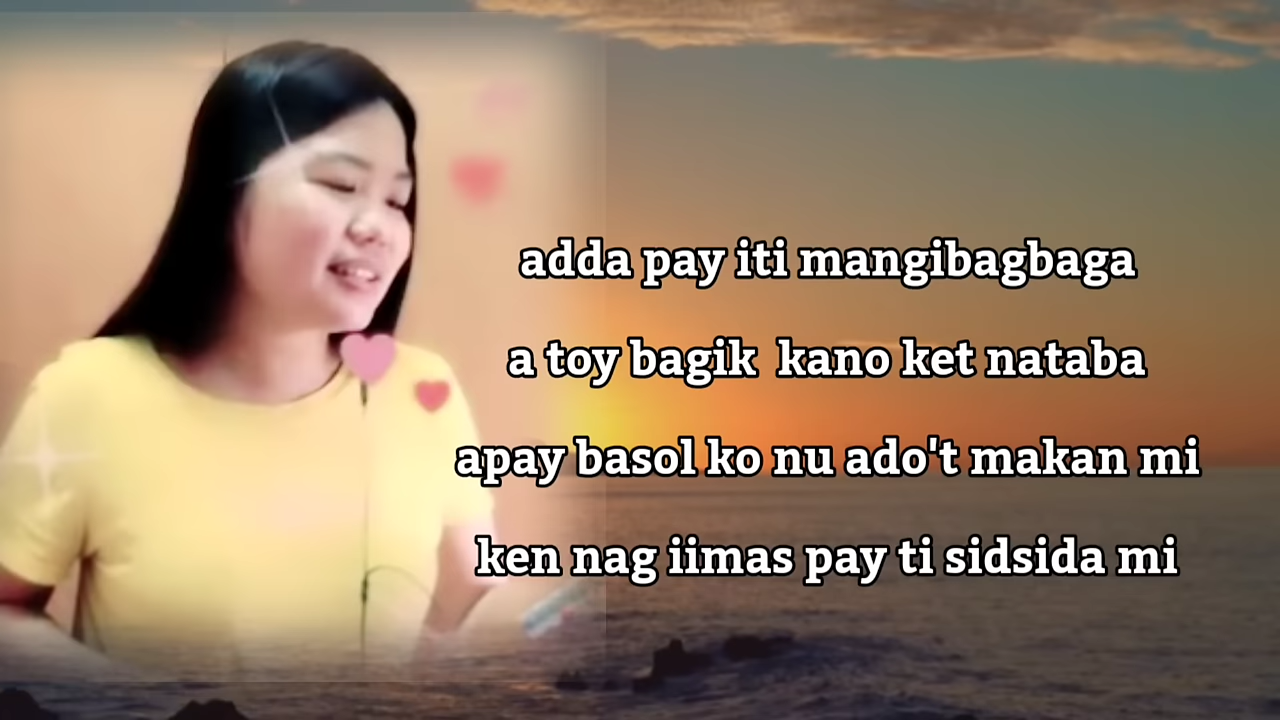 adda pay iti mangibagbaga
a toy bagik kano ket nataba
apay basol ko nu ado't makan mi
ken nag iimas pay ti sidsida mi